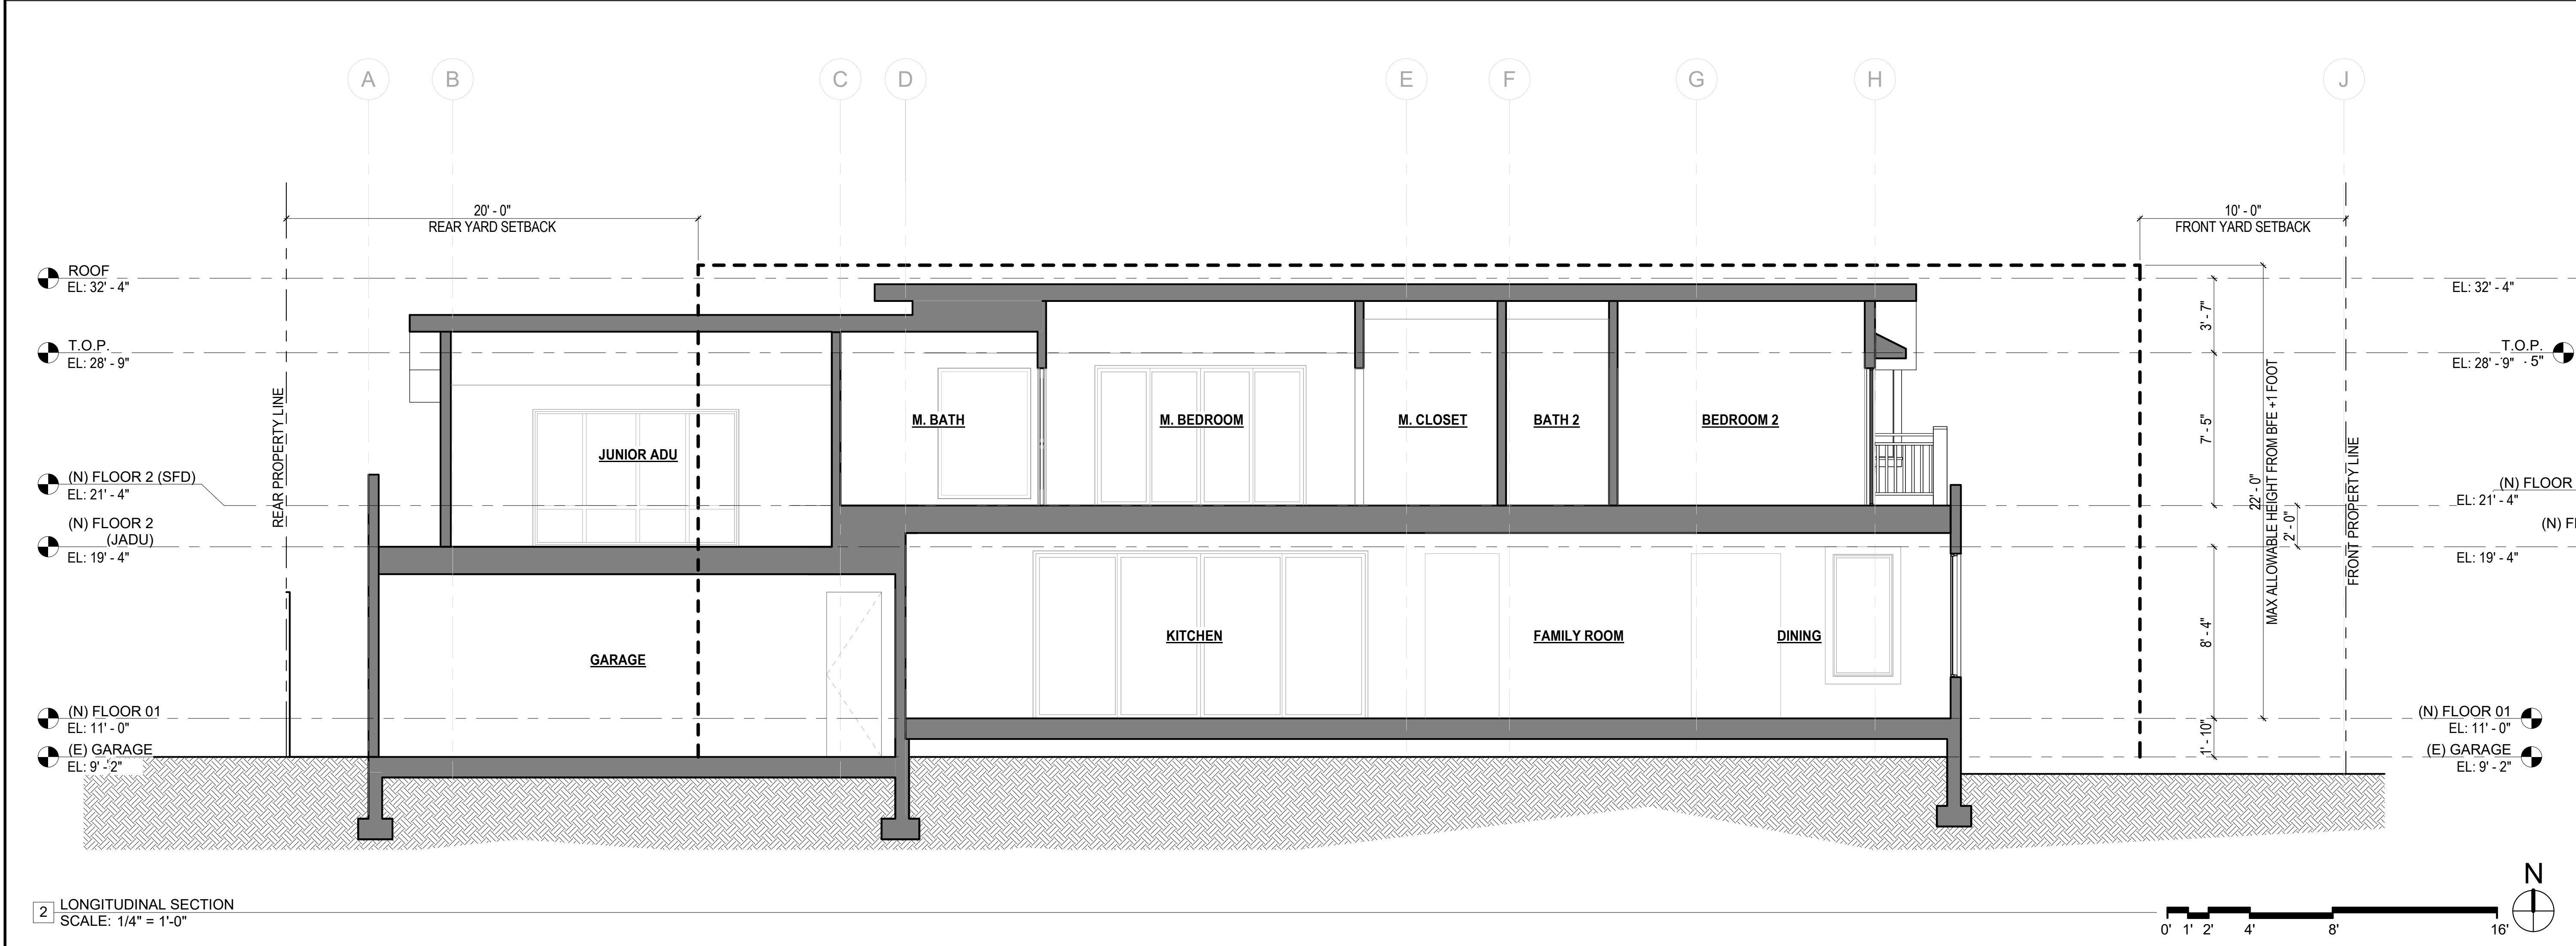 A B C D E F G H J
20' - 0"
REAR YARD SETBACK
10' - 0"
FRONT YARD SETBACK
ROOF
EL: 32' - 4"
EL: 32' - 4"
3' - 7"
T.O.P.
EL: 28' - 9"
T.O.P.
EL: 28' - 9"
- 5"
REAR PROPERTY LINE
JUNIOR ADU
M. BATH
M. BEDROOM
M. CLOSET
BATH 2
BEDROOM 2
7' - 5"
22' - 0"
MAX ALLOWABLE HEIGHT FROM BFE +1 FOOT
FRONT PROPERTY LINE
(N) FLOOR 2 (SFD)
EL: 21' - 4"
(N) FLOOR
EL: 21' - 4"
2' - 0"
(N) FLOOR 2
(JADU)
EL: 19' - 4"
(N) F
EL: 19' - 4"
8' - 4"
GARAGE
KITCHEN
FAMILY ROOM
DINING
(N) FLOOR 01
EL: 11' - 0"
(N) FLOOR 01
EL: 11' - 0"
1' - 10"
(E) GARAGE
EL: 9' - 2"
(E) GARAGE
EL: 9' - 2"
2 LONGITUDINAL SECTION
SCALE: 1/4" = 1'-0"
0' 1' 2' 4' 8' 16'
N